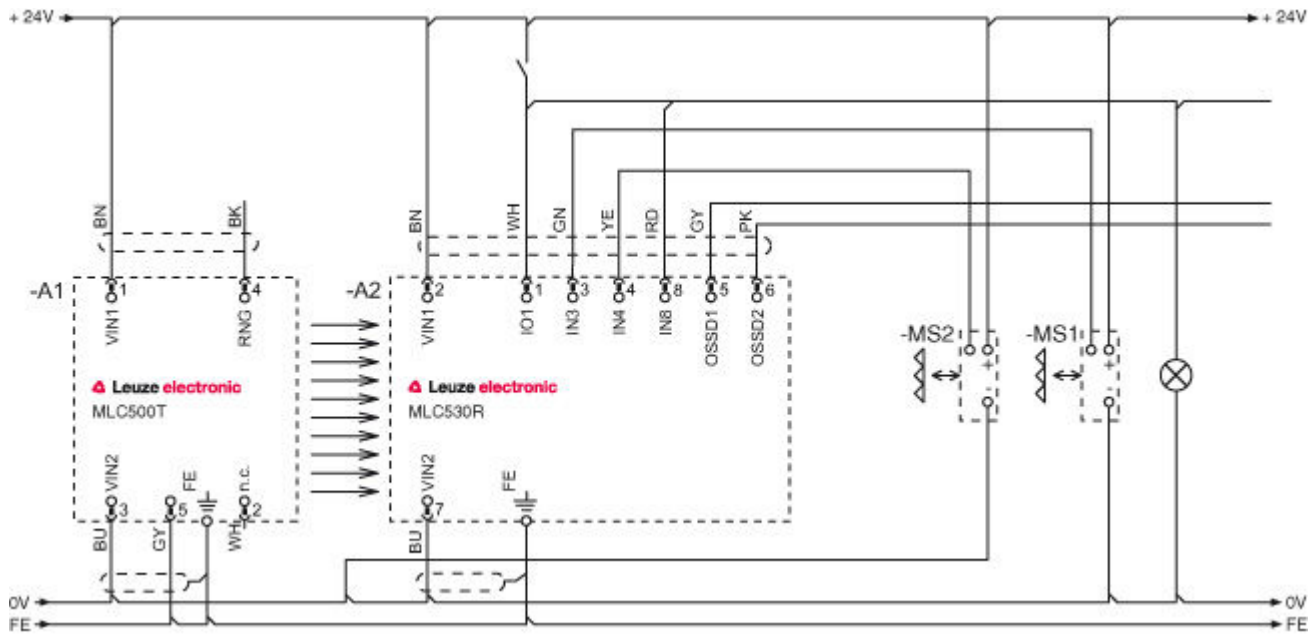 + 24V + 24V
BN BK BN WH GN YE RD GY PK
-A1 1 4 -A2 2 1 3 4 8 5 6
VIN1 RNG VIN1 IO1 IN3 IN4 IN8 OSSD1 OSSD2
-MS2 -MS1
+ +
- -
Leuze electronic Leuze electronic
MLC500T MLC530R
VIN2 FE n.c. VIN2 FE
3 5 2 7
BU GY WH BU
0V 0V
FE FE